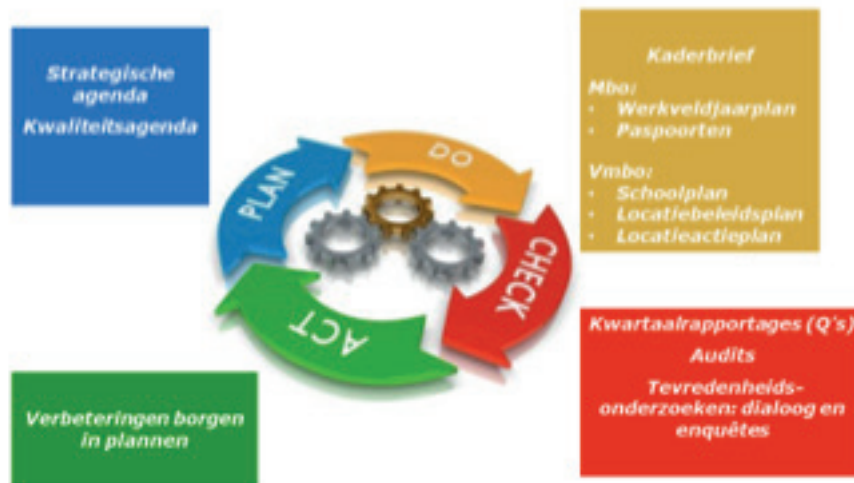 Strategische
agenda
Kwaliteitsagenda
PLAN
DO
CHECK
ACT
Kaderbrief
Mbo:
• Werkveldjaarplan
• Paspoorten
Vmbo:
• Schoolplan
• Locatiebeleidsplan
• Locatieactieplan
Kwartaalrapportages (Q's)
Audits
Tevredenheids-
onderzoeken: dialoog en
enquêtes
Verbeteringen borgen
in plannen